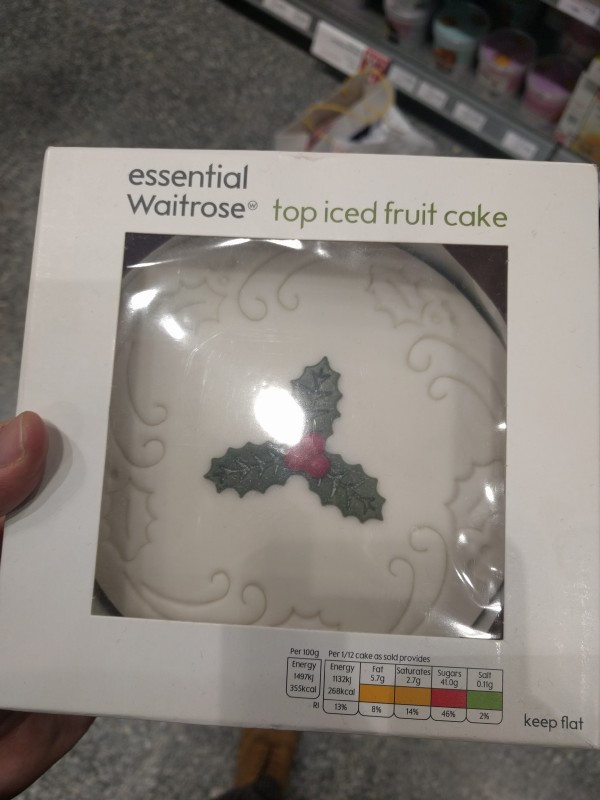 essential
Waitrose® top iced fruit cake
Per 100g Per 1/12 cake as sold provides
Energy Energy Fat Saturates Sugars Salt
1497kJ 1132kJ 5.7g 2.7g 41.0g 0.11g
355kcal 268kcal
RI 13% 8% 14% 46% 2%
keep flat